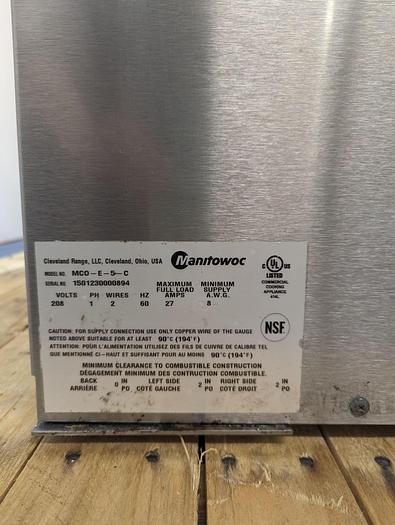 Cleveland Range, LLC, Cleveland, Ohio, USA Manitowoc
MODEL NO. MCO-E-5-C
SERIAL NO: 1501230000894
C UL US
LISTED
COMMERCIAL
COOKING
APPLIANCE
414L
VOLTS PH WIRES HZ MAXIMUM FULL LOAD AMPS MINIMUM SUPPLY A.W.G.
208 1 2 60 27 8
NSF
CAUTION: FOR SUPPLY CONNECTION USE ONLY COPPER WIRE OF THE GAUGE
NOTED ABOVE SUITABLE FOR AT LEAST 90°c (194°F)
ATTENTION: POUR L'ALIMENTATION UTILISEZ DES FILS DE CUIVRE DE CALIBRE TEL
QUE MENTIONNÉ CI-HAUT ET SUFFISANT POUR AU MOINS 90°c (194°F)
MINIMUM CLEARANCE TO COMBUSTIBLE CONSTRUCTION
DÉGAGEMENT MINIMUM DES CONSTRUCTION COMBUSTIBLE.
BACK 0 IN LEFT SIDE 2 IN RIGHT SIDE 2 IN
ARRIÈRE PO COTÉ GAUCHE PO COTÉ DROIT PO